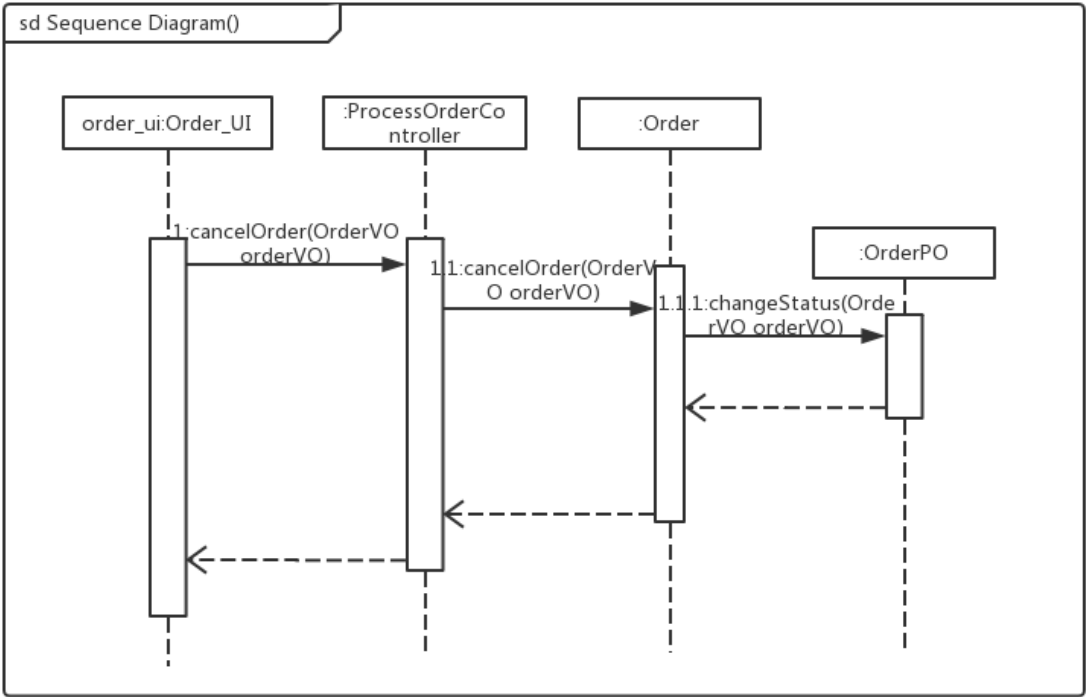 sd Sequence Diagram()
order_ui:Order_UI
:ProcessOrderCo
ntroller
:Order
:OrderPO
1:cancelOrder(OrderVO
orderVO)
1.1:cancelOrder(OrderV
O orderVO)
1.1.1:changeStatus(Orde
rVO orderVO)